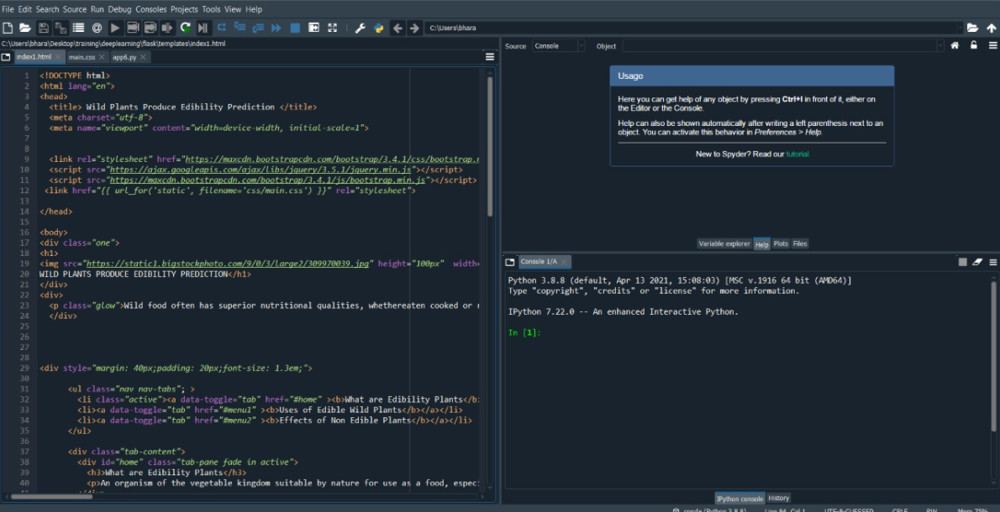 File Edit Search Source Run Debug Consoles Projects Tools View Help
C:\Users\bhara
C:\Users\bhara\Desktop\training\deeplearning\flask\templates\index1.html
index1.html main.css app6.py
1 <!DOCTYPE html>
2 <html lang="en">
3 <head>
4 <title> Wild Plants Produce Edibility Prediction </title>
5 <meta charset="utf-8">
6 <meta name="viewport" content="width=device-width, initial-scale=1">
7
8
9 <link rel="stylesheet" href="https://maxcdn.bootstrapcdn.com/bootstrap/3.4.1/css/bootstrap.
10 <script src="https://ajax.googleapis.com/ajax/libs/jquery/3.5.1/jquery.min.js"></script>
11 <script src="https://maxcdn.bootstrapcdn.com/bootstrap/3.4.1/js/bootstrap.min.js"></script>
12 <link href="{{ url_for('static', filename='css/main.css') }}" rel="stylesheet">
13
14 </head>
15
16 <body>
17 <div class="one">
18 <h1>
19 <img src="https://static1.bigstockphoto.com/9/0/3/large2/309970039.jpg" height="100px" width=
20 WILD PLANTS PRODUCE EDIBILITY PREDICTION</h1>
21 </div>
22 <div>
23 <p class="glow">Wild food often has superior nutritional qualities, whethereaten cooked or
24 </div>
25
26
27
28
29 <div style="margin: 40px;padding: 20px;font-size: 1.3em;">
30
31 <ul class="nav nav-tabs"; >
32 <li class="active"><a data-toggle="tab" href="#home" ><b>What are Edibility Plants</b>
33 <li><a data-toggle="tab" href="#menu1" ><b>Uses of Edible Wild Plants</b></a></li>
34 <li><a data-toggle="tab" href="#menu2" ><b>Effects of Non Edible Plants</b></a></li>
35 </ul>
36
37 <div class="tab-content">
38 <div id="home" class="tab-pane fade in active">
39 <h3>What are Edibility Plants</h3>
40 <p>An organism of the vegetable kingdom suitable by nature for use as a food, especi
Source Console Object
Usage
Here you can get help of any object by pressing Ctrl+I in front of it, either on
the Editor or the Console.
Help can also be shown automatically after writing a left parenthesis next to an
object. You can activate this behavior in Preferences > Help.
New to Spyder? Read our tutorial
Variable explorer Help Plots Files
Console 1/A
Python 3.8.8 (default, Apr 13 2021, 15:08:03) [MSC v.1916 64 bit (AMD64)]
Type "copyright", "credits" or "license" for more information.
IPython 7.22.0 -- An enhanced Interactive Python.
In [1]:
IPython console History